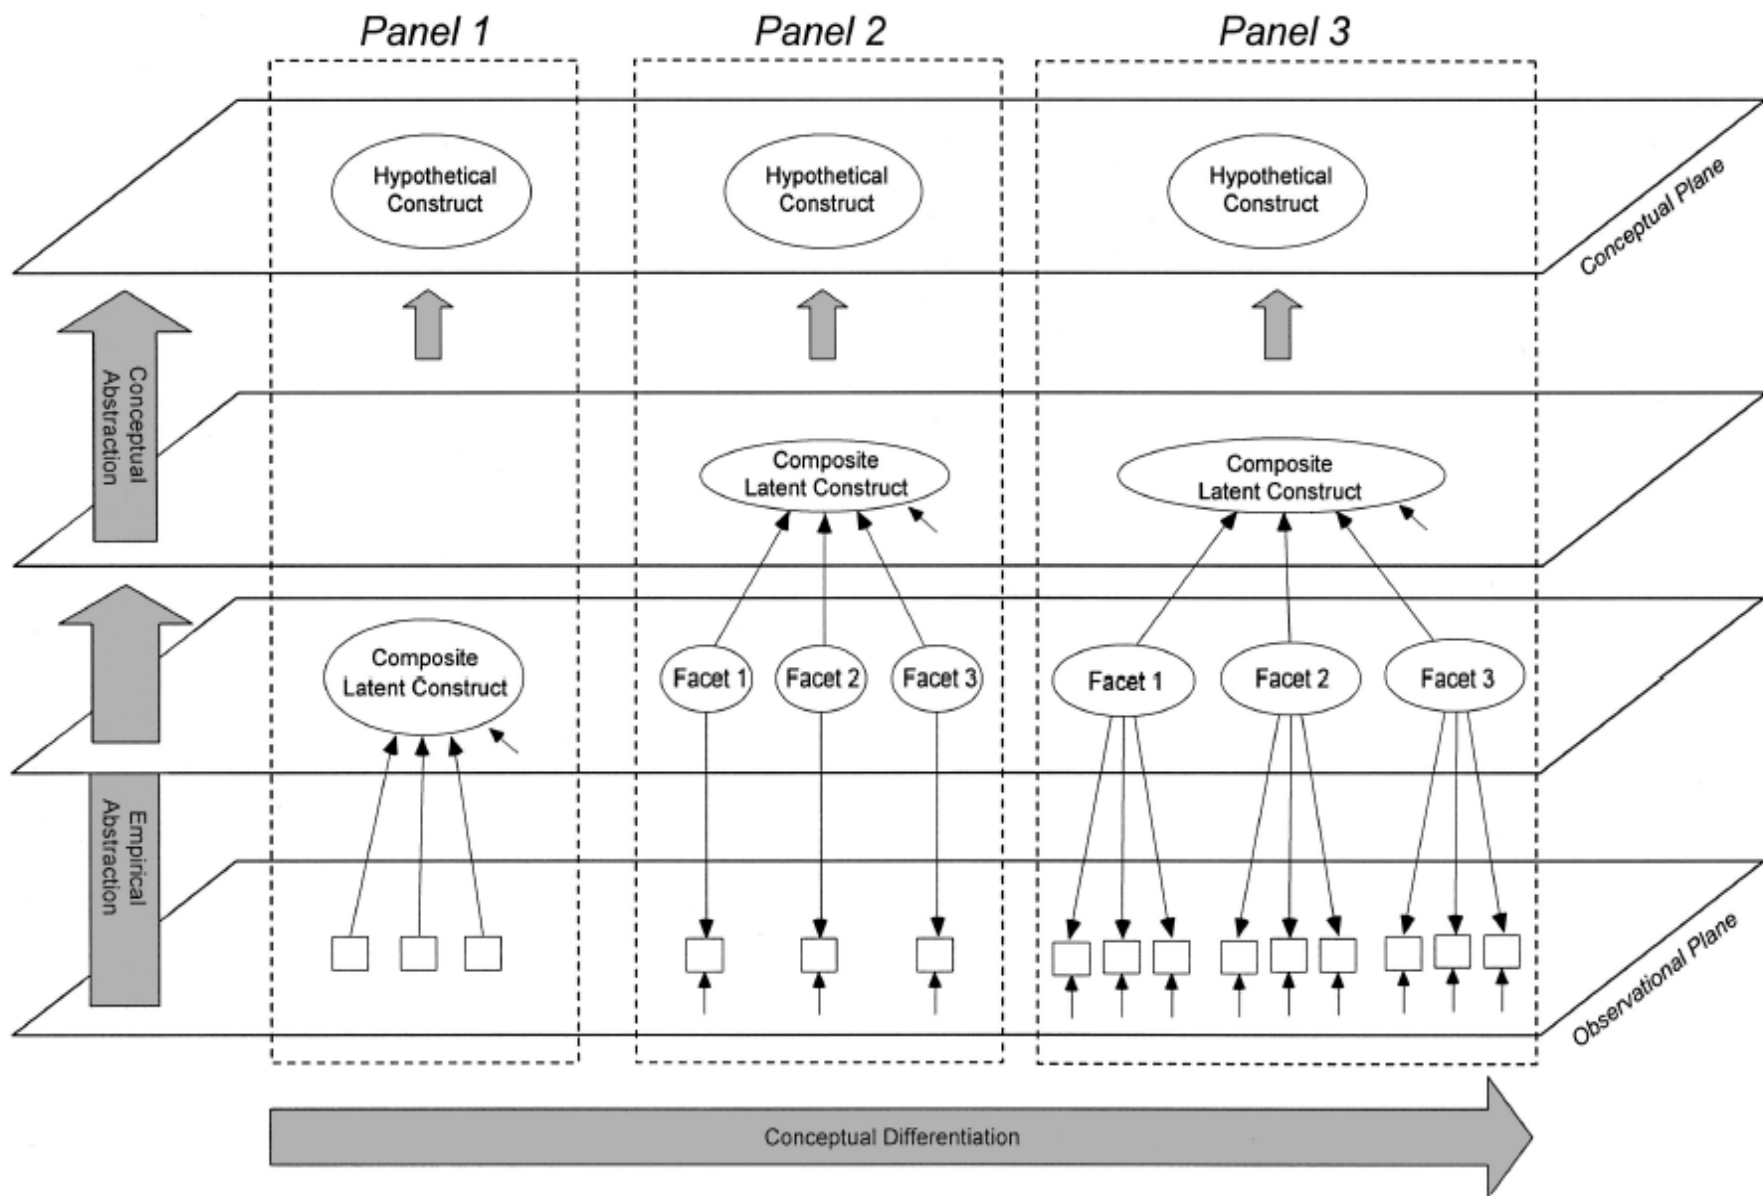 Panel 1
Panel 2
Panel 3
Hypothetical
Construct
Hypothetical
Construct
Hypothetical
Construct
Conceptual Plane
Conceptual
Abstraction
Composite
Latent Construct
Composite
Latent Construct
Composite
Latent Construct
Facet 1
Facet 2
Facet 3
Facet 1
Facet 2
Facet 3
Empirical
Abstraction
Observational Plane
Conceptual Differentiation